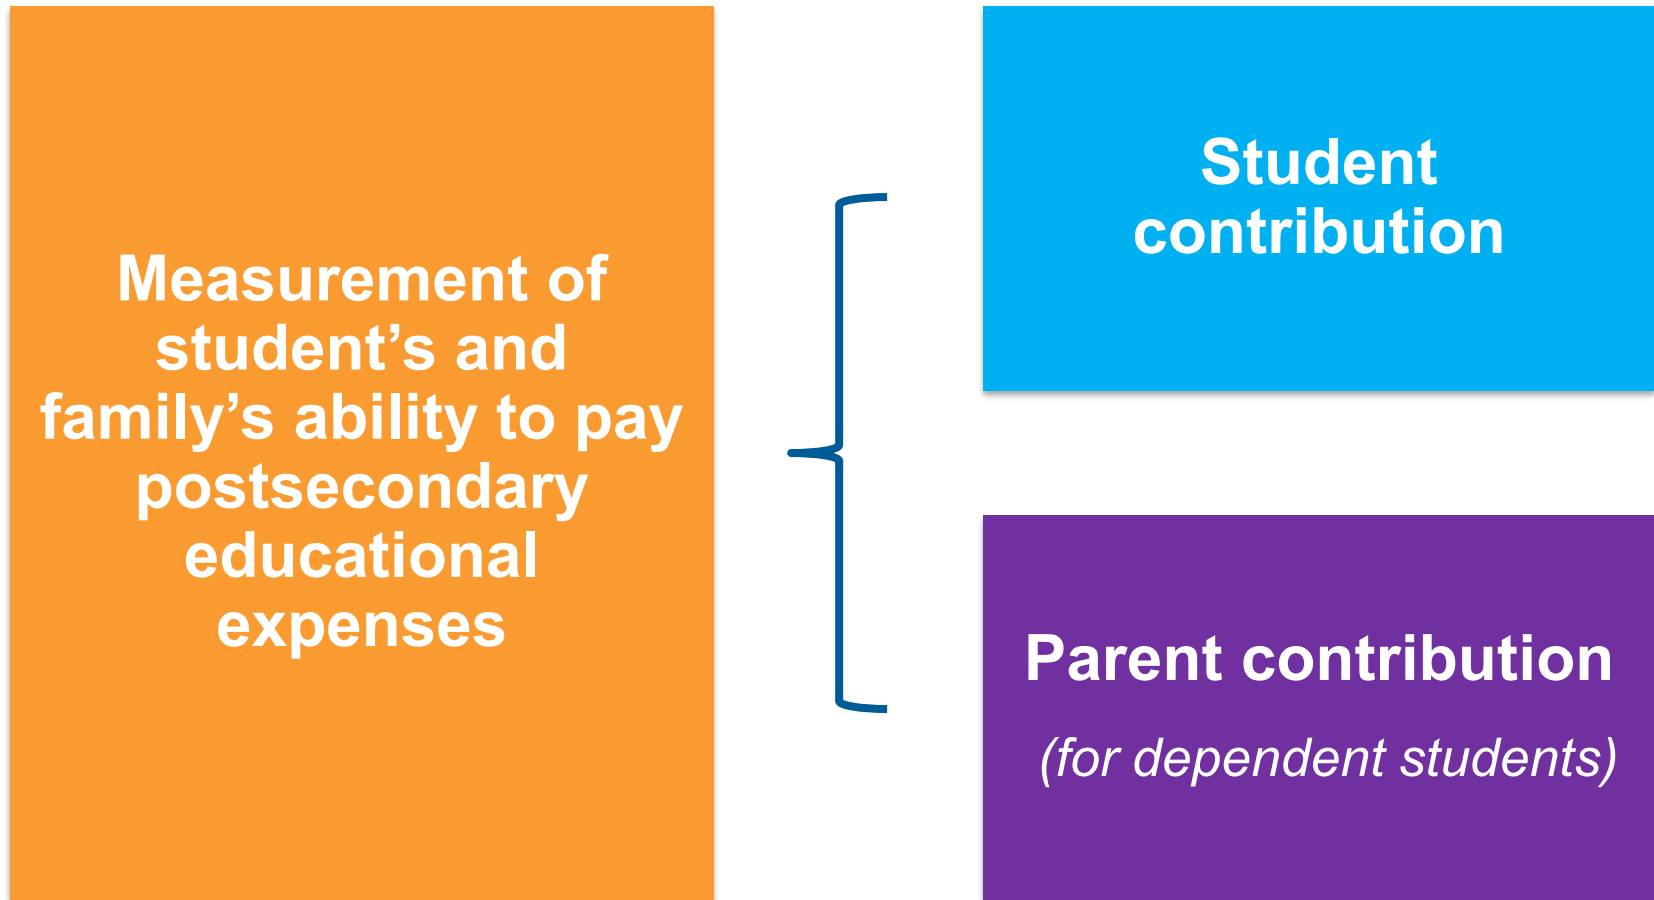 Measurement of
student’s and
family’s ability to pay
postsecondary
educational
expenses
Student
contribution
Parent contribution
(for dependent students)